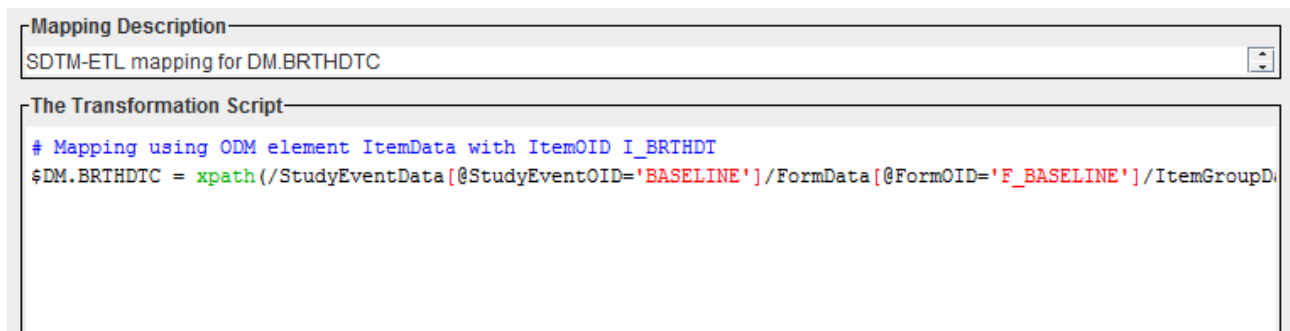 Mapping Description
SDTM-ETL mapping for DM.BRTHDTC
The Transformation Script
# Mapping using ODM element ItemData with ItemOID I_BRTHDT
$DM.BRTHDTC = xpath(/StudyEventData[@StudyEventOID='BASELINE']/FormData[@FormOID='F_BASELINE']/ItemGroupD